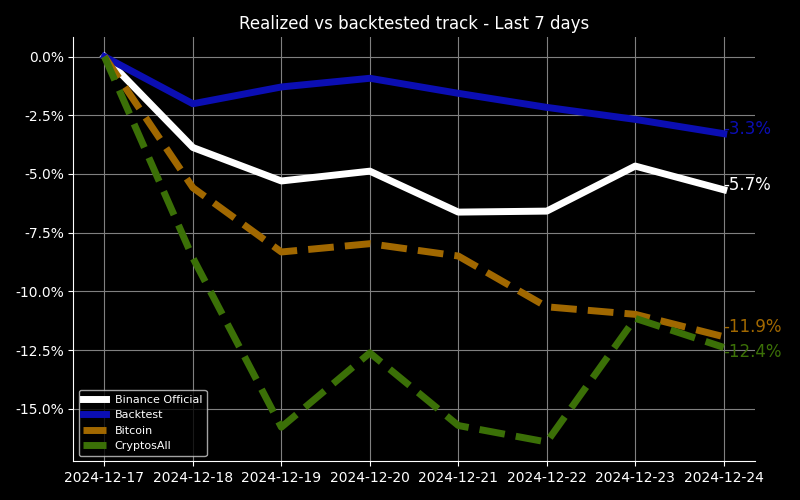 Realized vs backtested track - Last 7 days
0.0%
-2.5%
-5.0%
-7.5%
-10.0%
-12.5%
-15.0%
-3.3%
-5.7%
-11.9%
-12.4%
Binance Official
Backtest
Bitcoin
CryptosAll
2024-12-17 2024-12-18 2024-12-19 2024-12-20 2024-12-21 2024-12-22 2024-12-23 2024-12-24